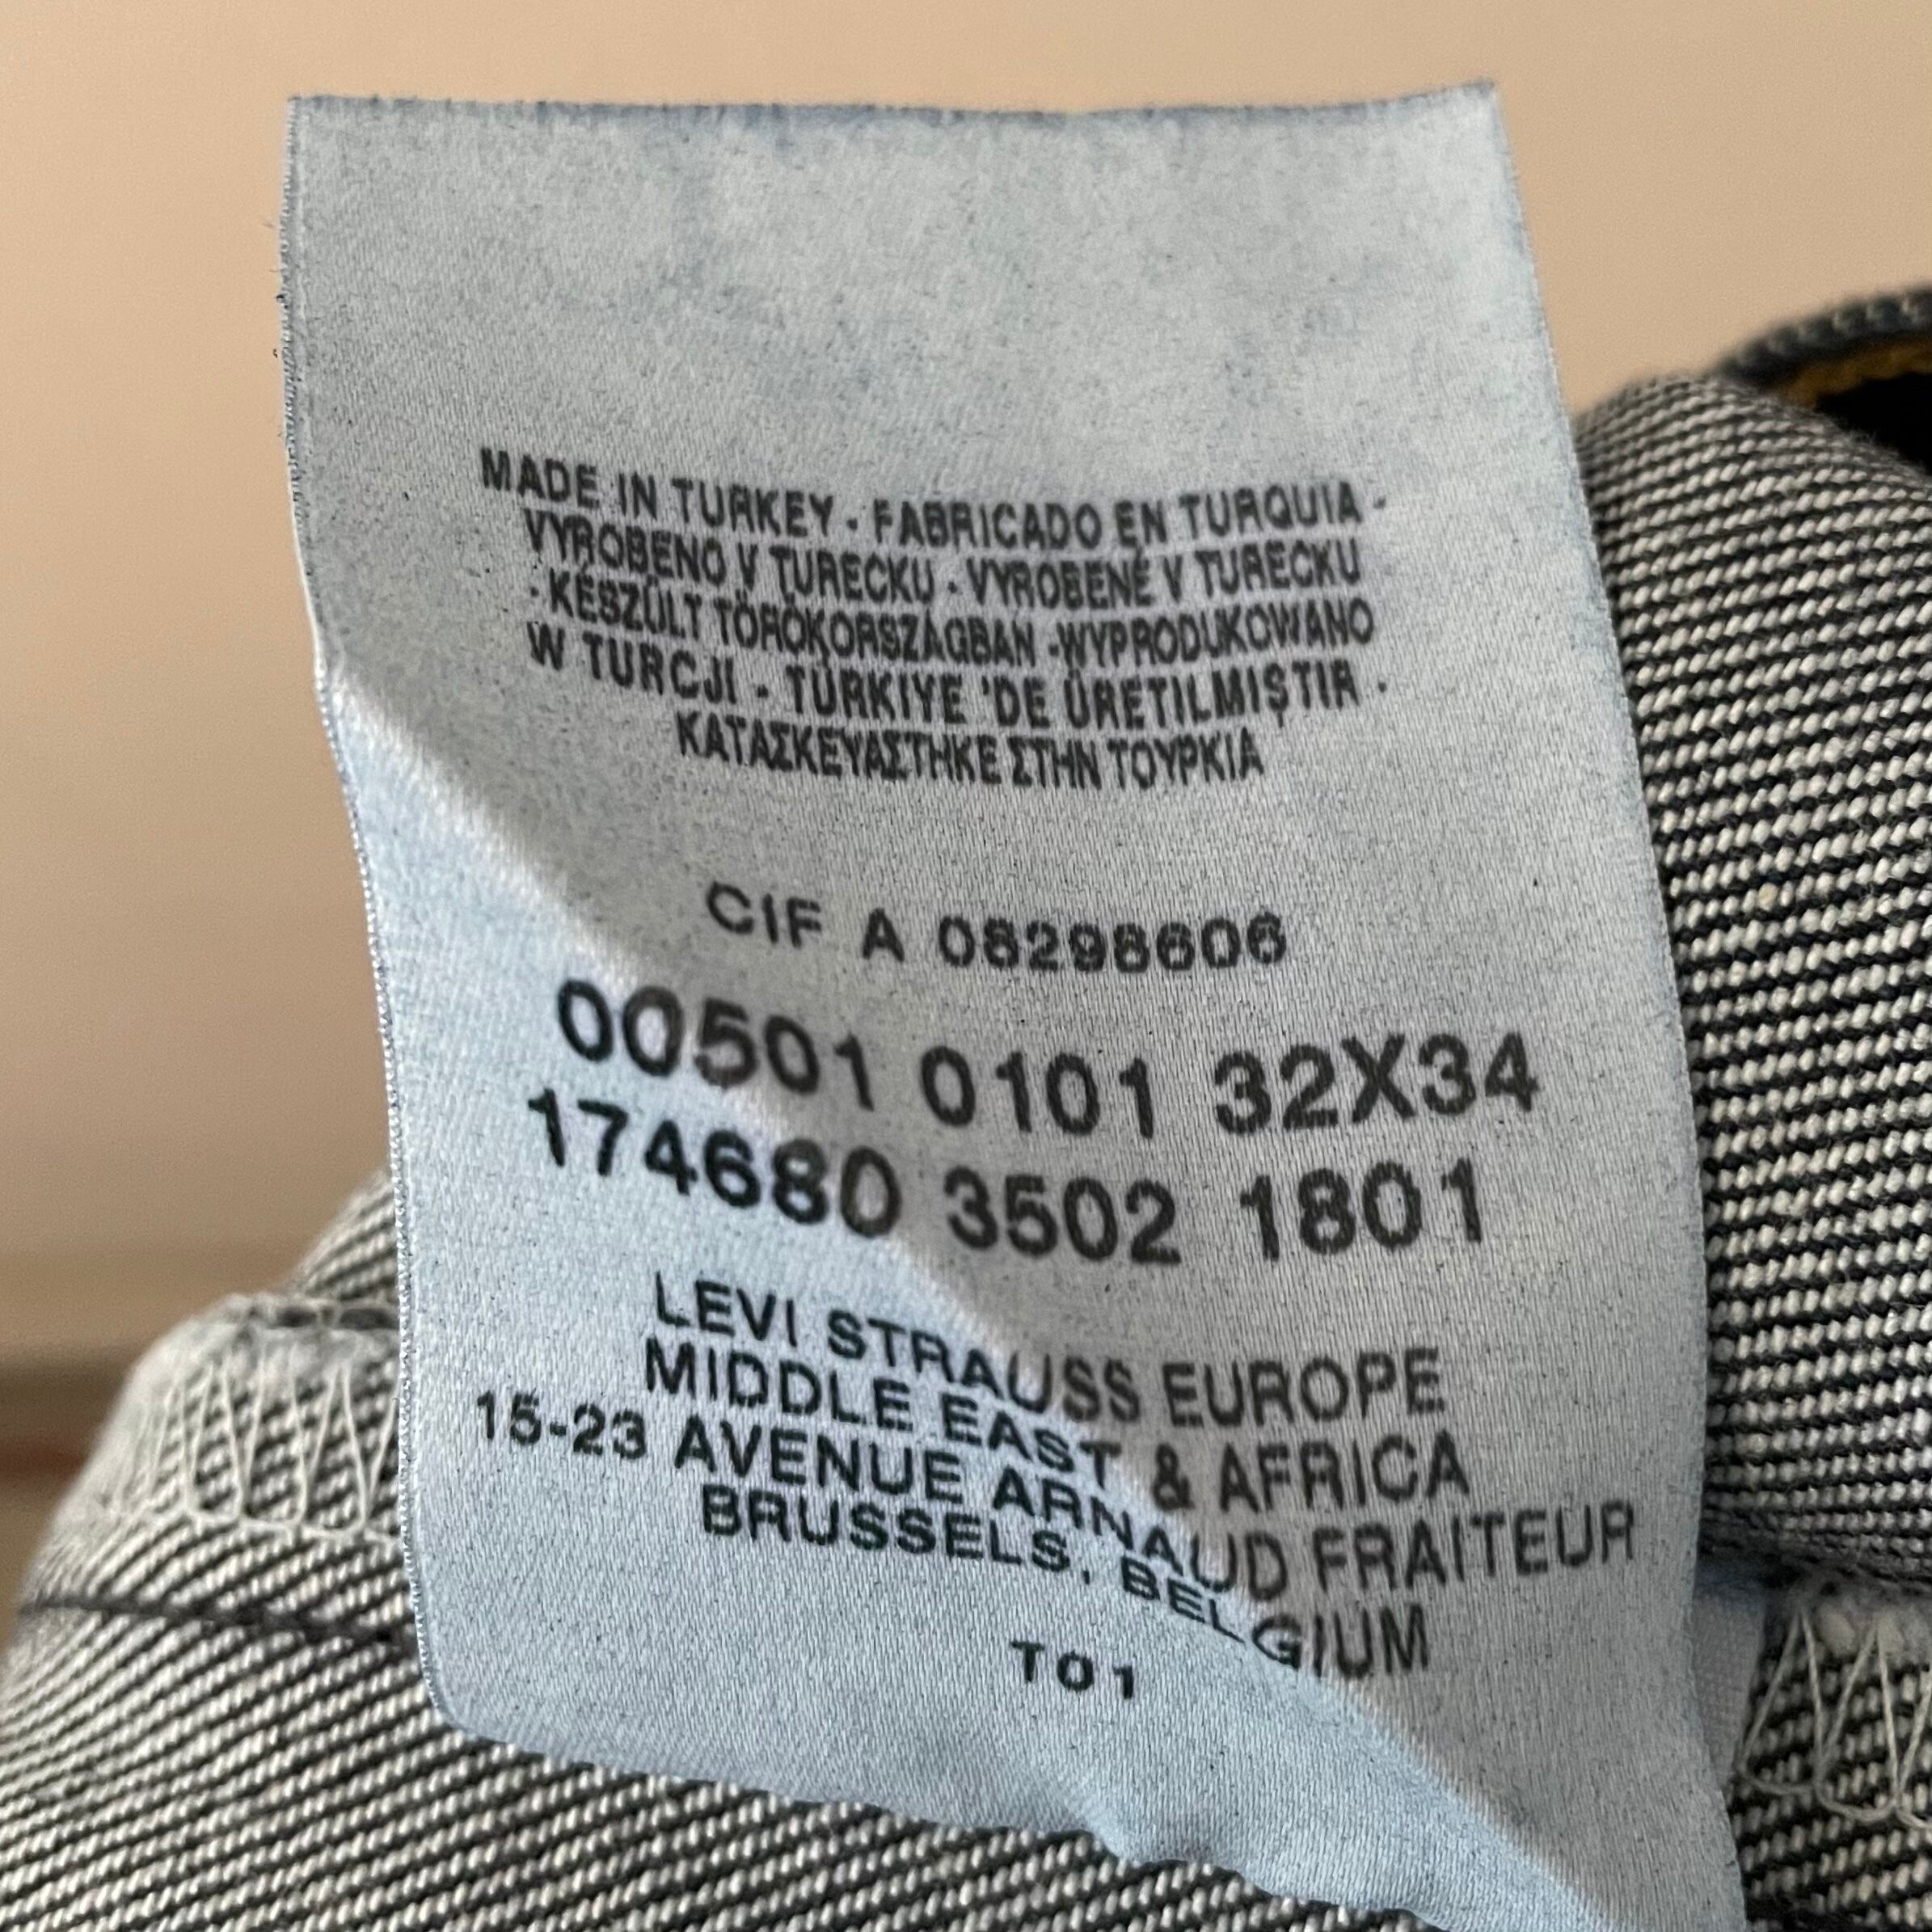 MADE IN TURKEY - FABRICADO EN TURQUIA -
VYROBENO V TURECKU - VYROBENÉ V TURECKU
- KÉSZÜLT TÖRÖKORSZÁGBAN -WYPRODUKOWANO
W TURCJI - TÜRKIYE 'DE ÜRETILMIŞTIR -
ΚΑΤΑΣΚΕΥΑΣΤΗΚΕ ΣΤΗΝ ΤΟΥΡΚΙΑ
CIF A 08298606
00501 0101 32X34
174680 3502 1801
LEVI STRAUSS EUROPE
MIDDLE EAST & AFRICA
15-23 AVENUE ARNAUD FRAITEUR
BRUSSELS, BELGIUM
T01